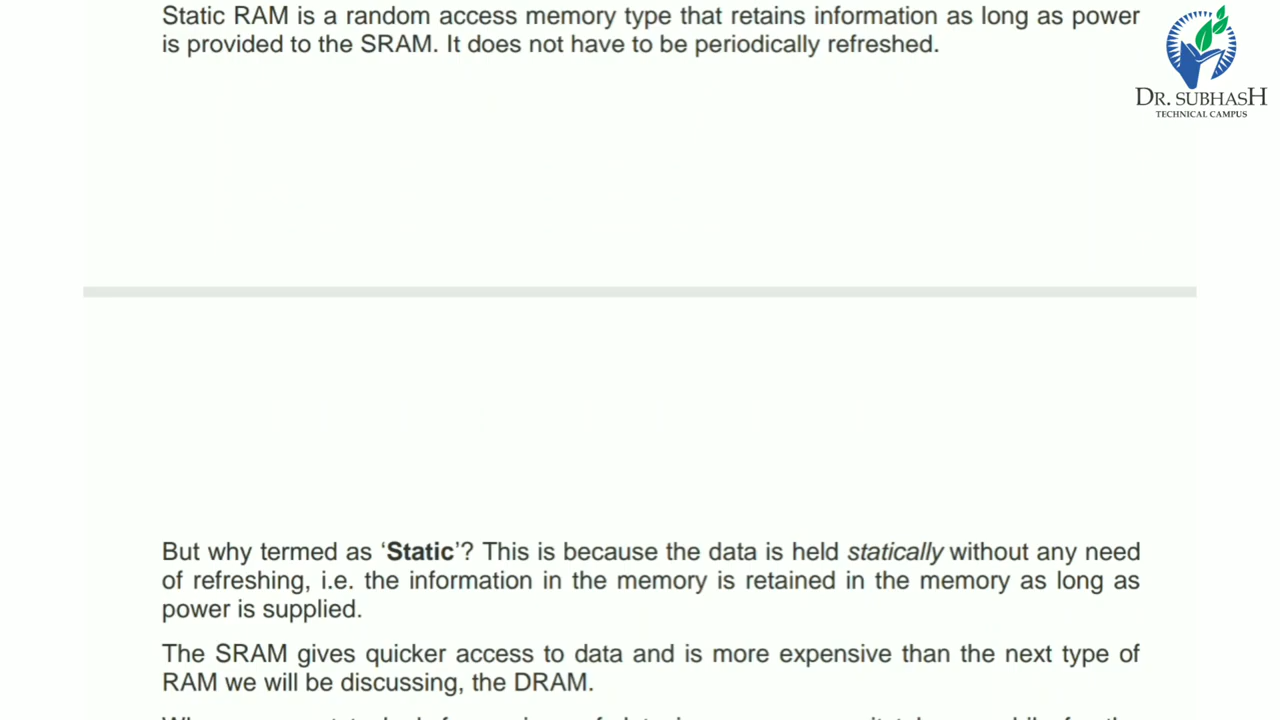 Static RAM is a random access memory type that retains information as long as power
is provided to the SRAM. It does not have to be periodically refreshed.
DR. SUBHASH
TECHNICAL CAMPUS
But why termed as ‘Static’? This is because the data is held statically without any need
of refreshing, i.e. the information in the memory is retained in the memory as long as
power is supplied.
The SRAM gives quicker access to data and is more expensive than the next type of
RAM we will be discussing, the DRAM.